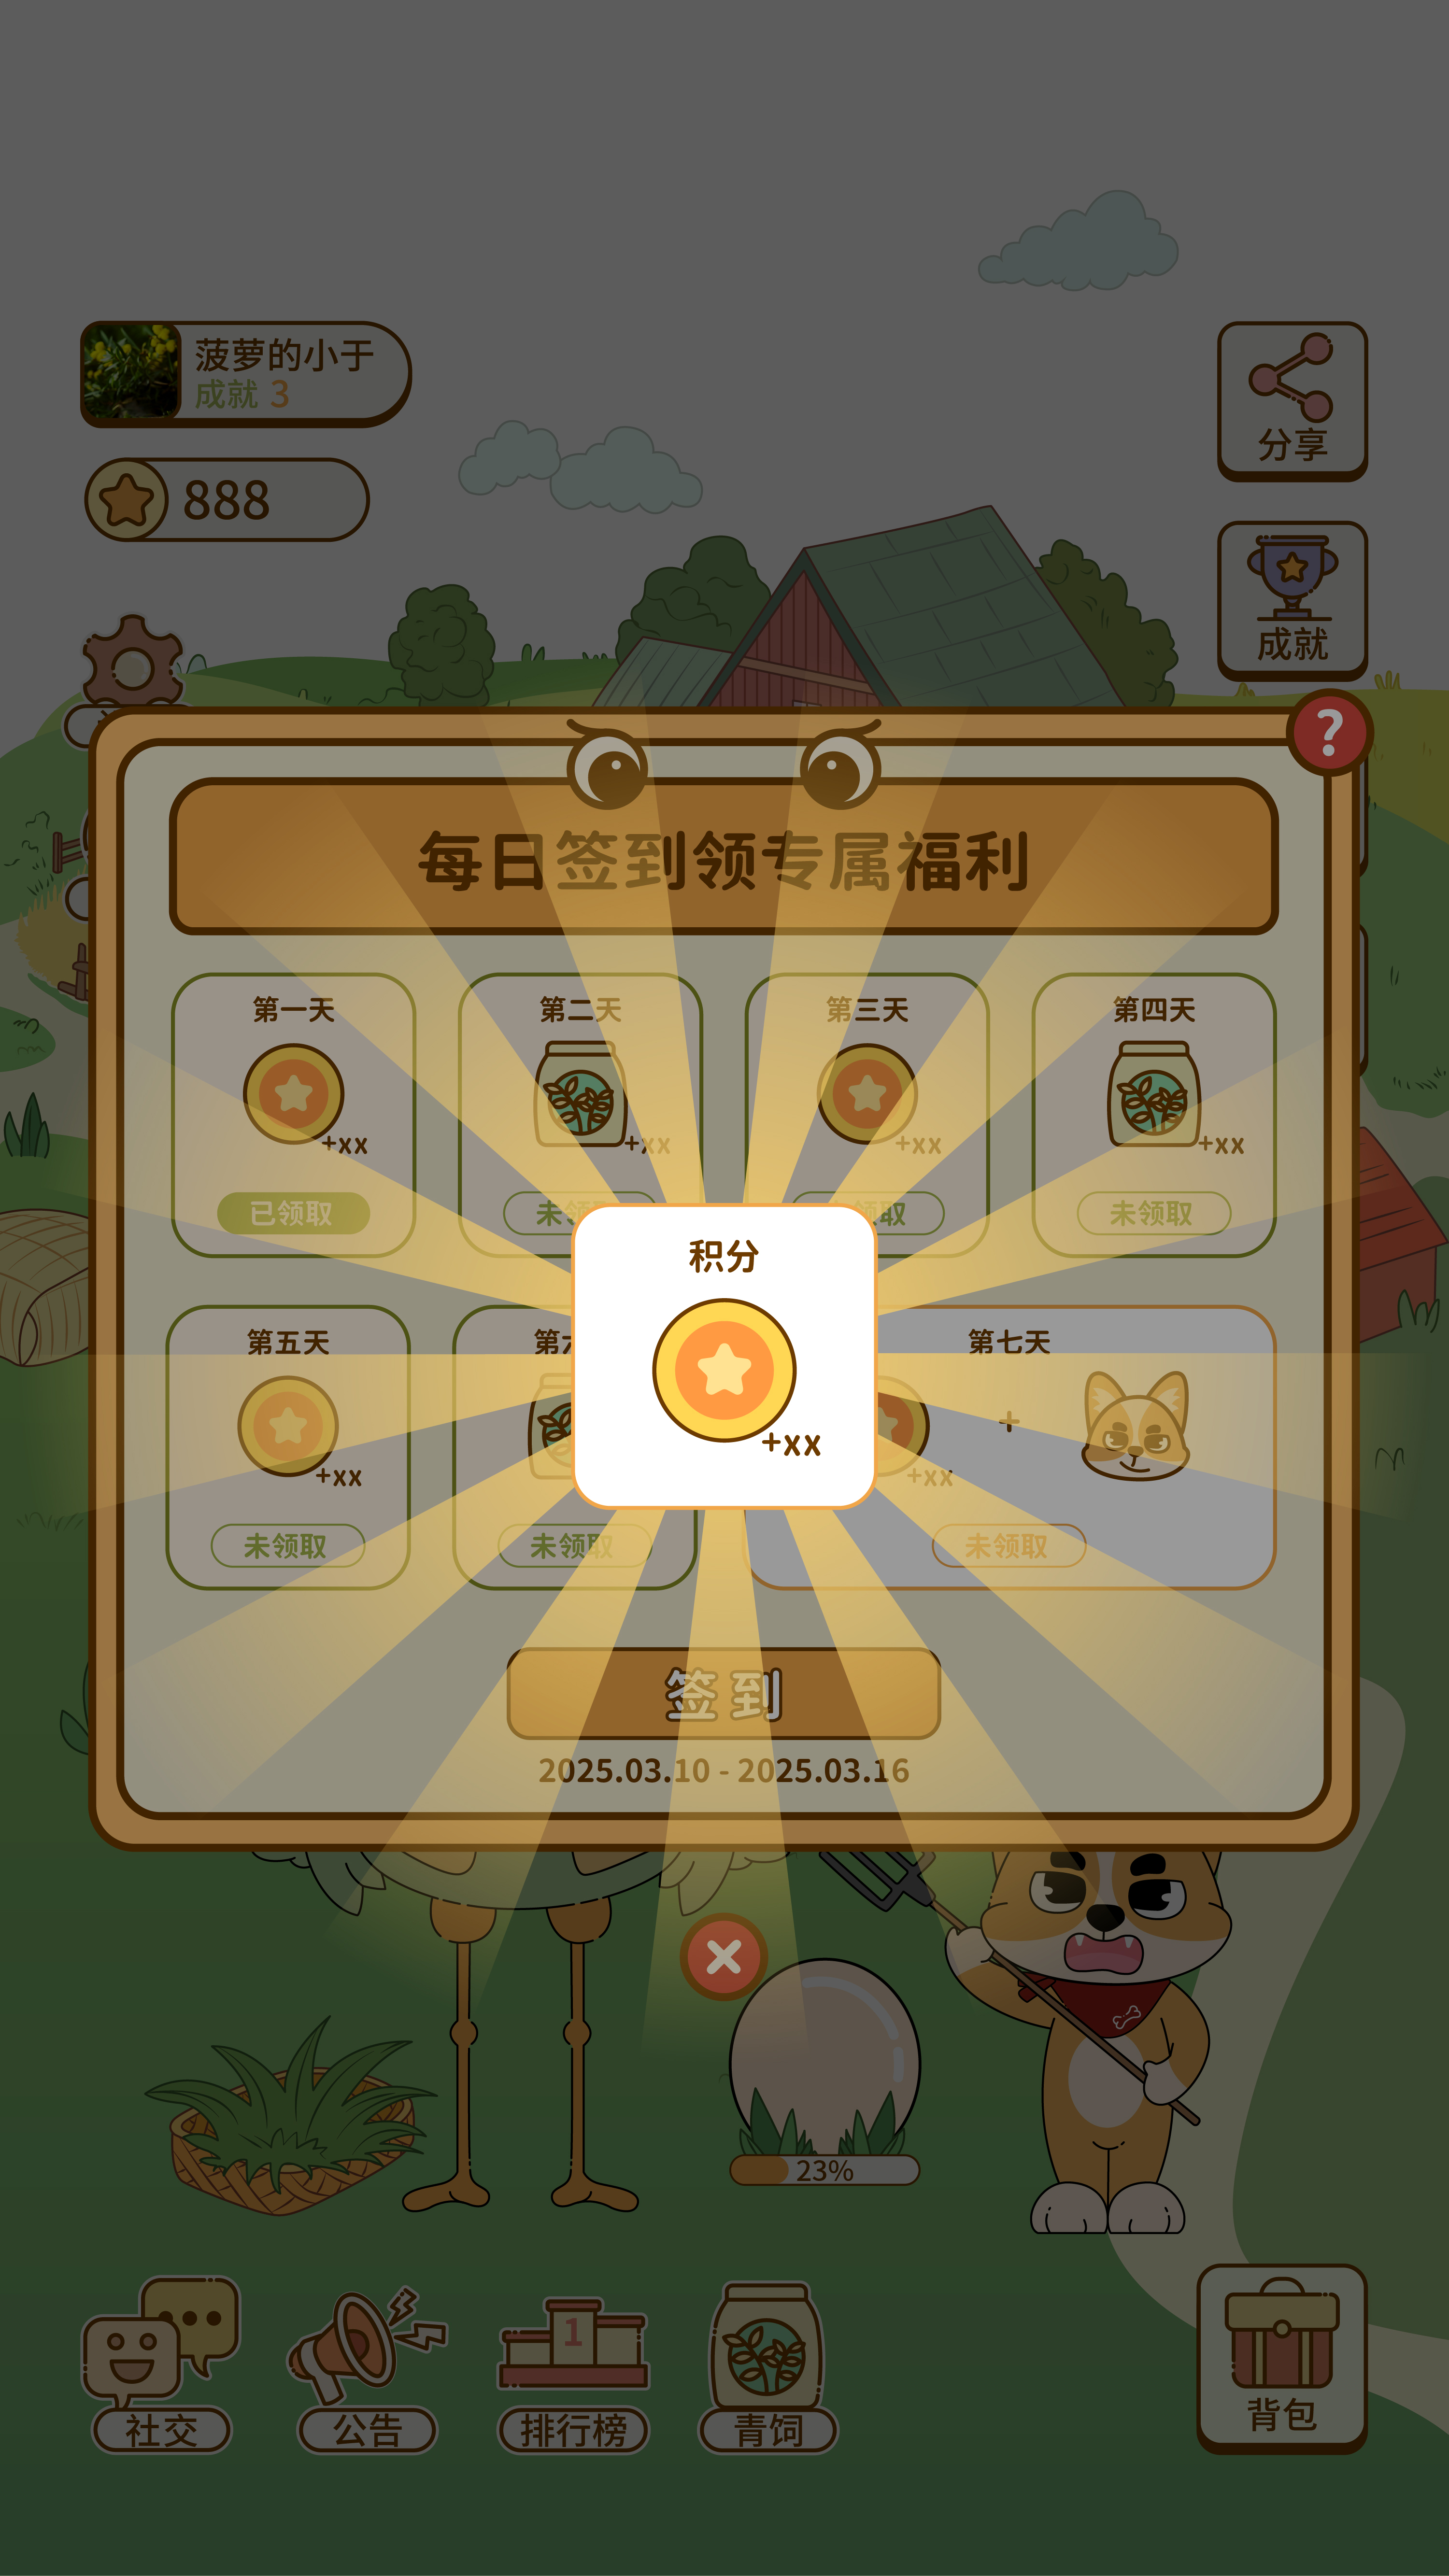 菠萝的小于
成就 3
888
分享
成就
?
每日签到领专属福利
第一天
+xx
已领取
第二天
+xx
未领取
第三天
+xx
领取
第四天
+xx
未领取
积分
+xx
第五天
+xx
未领取
第六
未领取
第七天
+xx
+
未领取
签到
2025.03.10 - 2025.03.16
23%
1
社交
公告
排行榜
青饲
背包